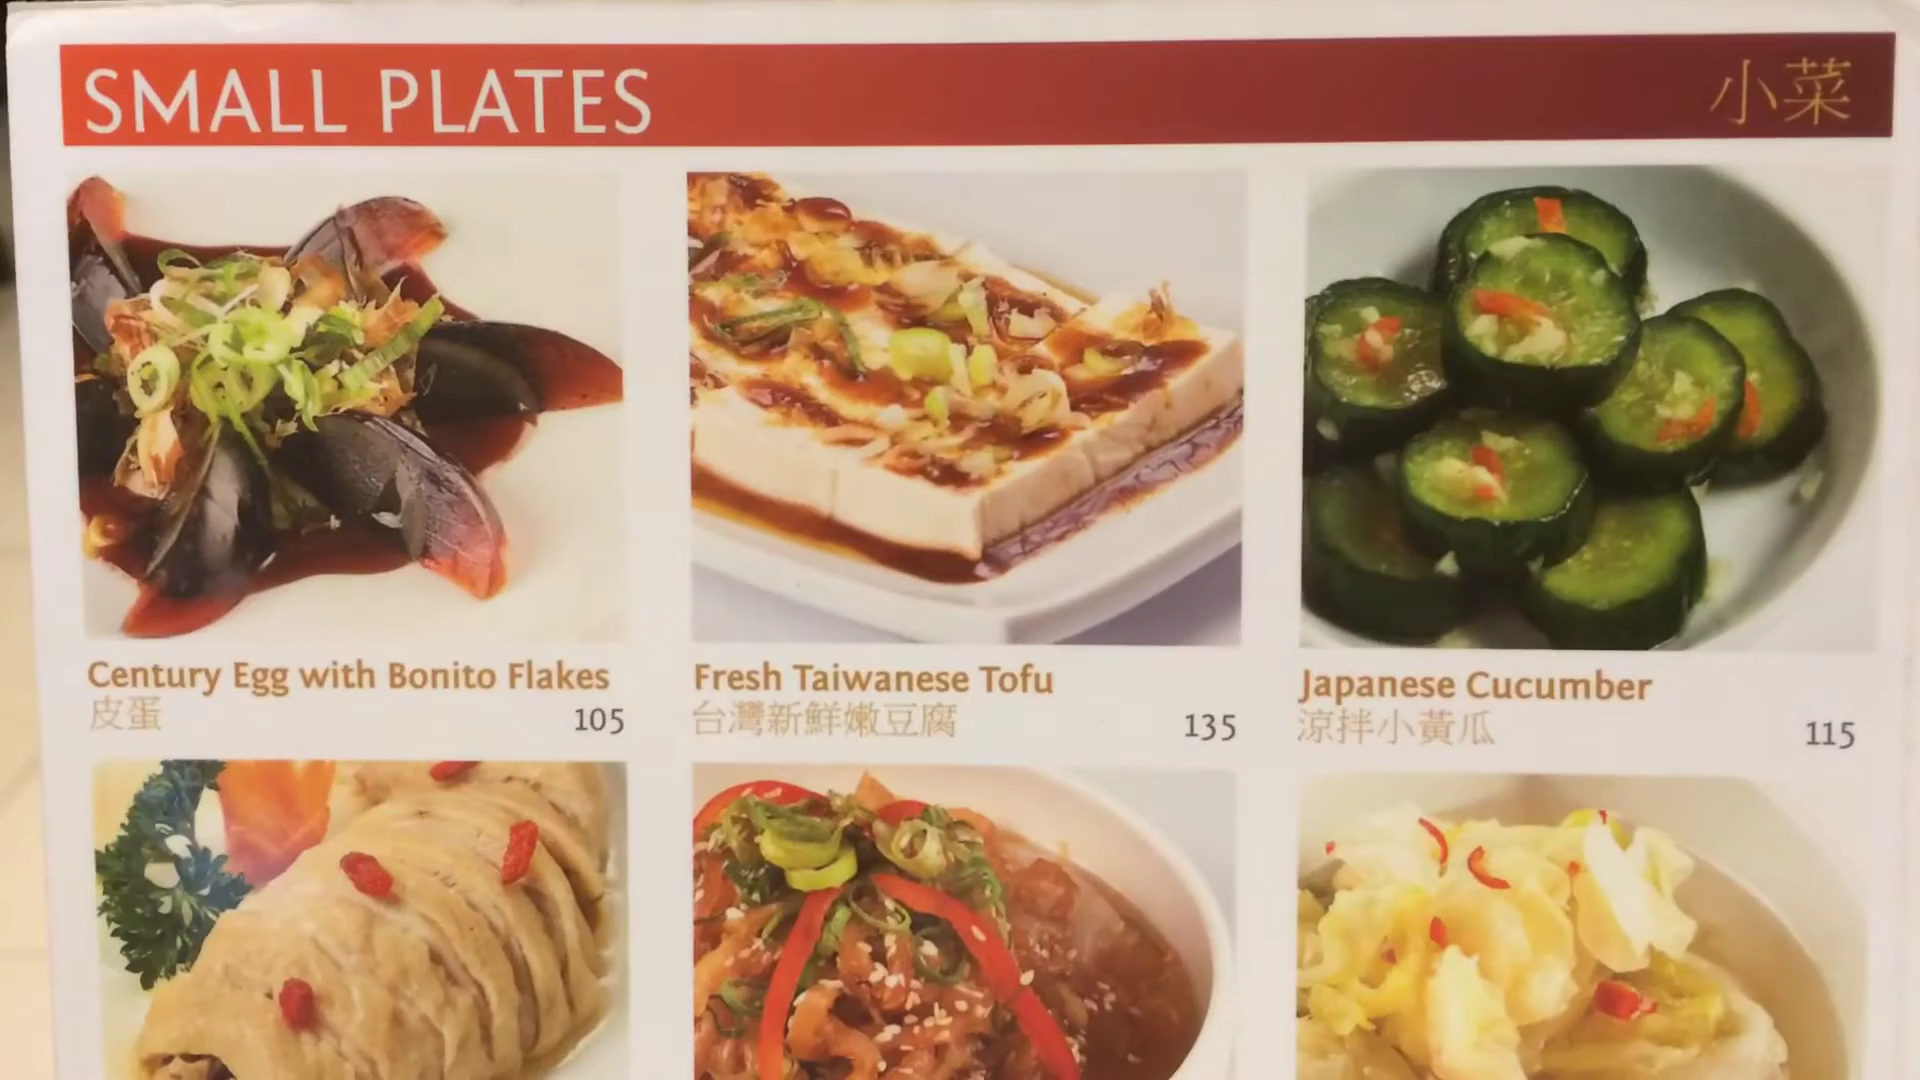 SMALL PLATES 小菜
Century Egg with Bonito Flakes
皮蛋 105
Fresh Taiwanese Tofu
台灣新鮮嫩豆腐 135
Japanese Cucumber
涼拌小黃瓜 115